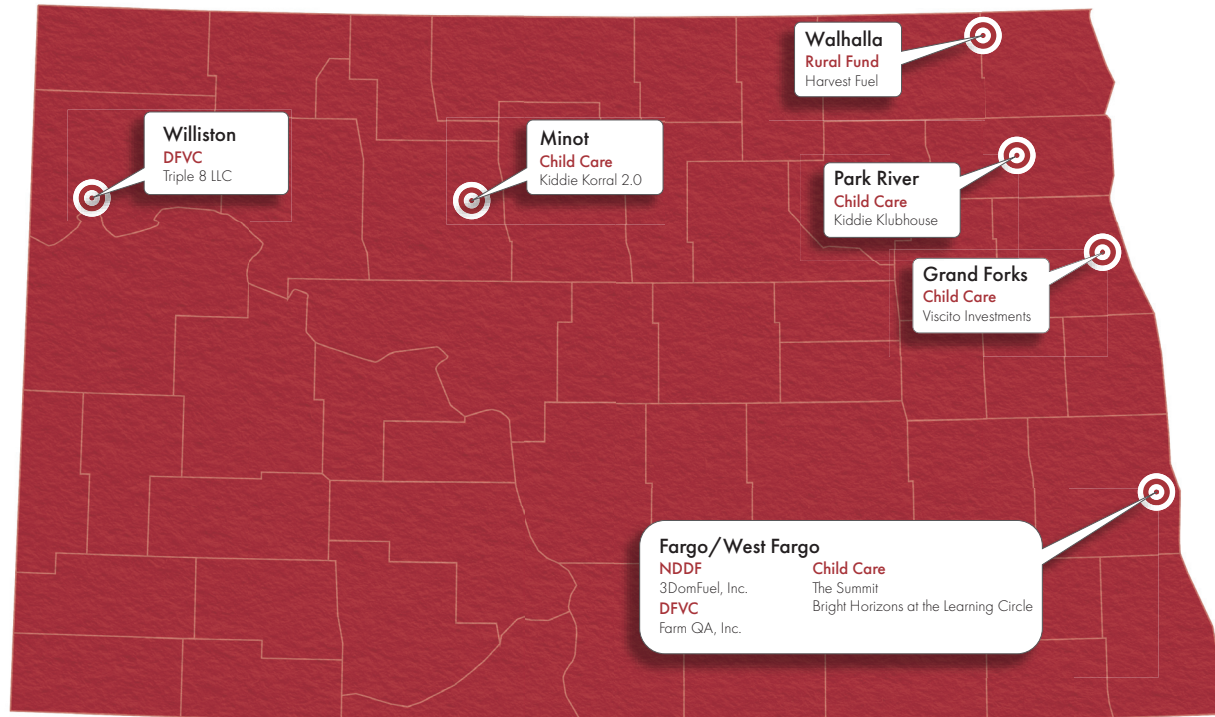 Walhalla
Rural Fund
Harvest Fuel
Williston
DFVC
Triple 8 LLC
Minot
Child Care
Kiddie Korral 2.0
Park River
Child Care
Kiddie Klubhouse
Grand Forks
Child Care
Viscito Investments
Fargo/West Fargo
NDDF
3DomFuel, Inc.
DFVC
Farm QA, Inc.
Child Care
The Summit
Bright Horizons at the Learning Circle